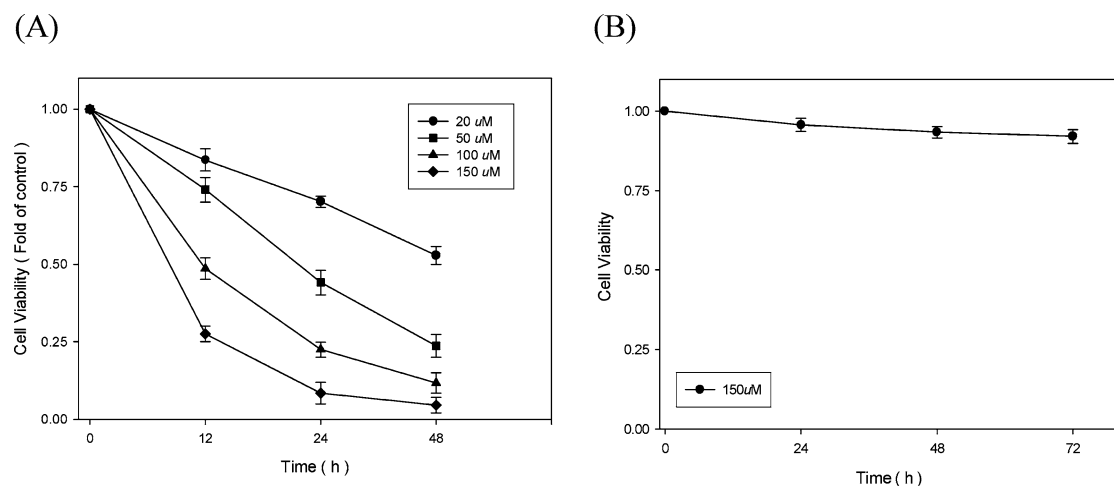 (A)
Cell Viability ( Fold of control )
1.00
0.75
0.50
0.25
0.00
20 uM
50 uM
100 uM
150 uM
0 12 24 48
Time ( h )
(B)
Cell Viability
1.00
0.75
0.50
0.25
0.00
150uM
0 24 48 72
Time ( h )